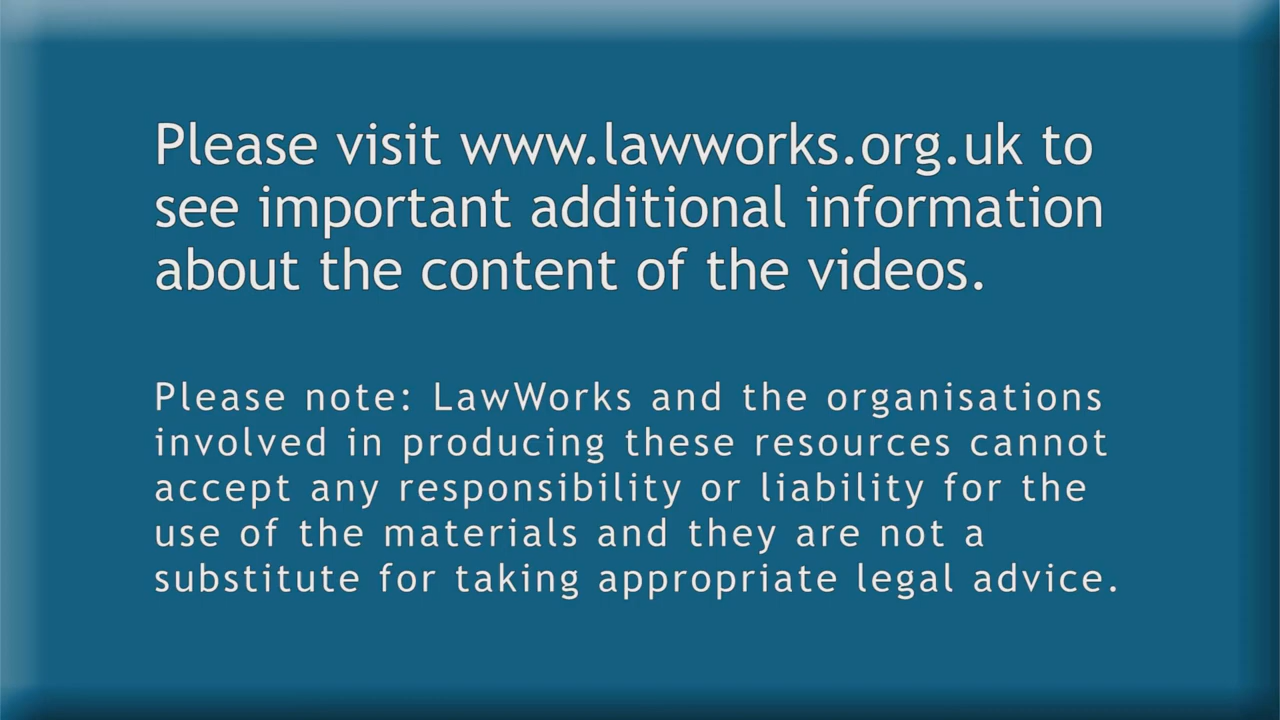 Please visit www.lawworks.org.uk to
see important additional information
about the content of the videos.
Please note: LawWorks and the organisations
involved in producing these resources cannot
accept any responsibility or liability for the
use of the materials and they are not a
substitute for taking appropriate legal advice.